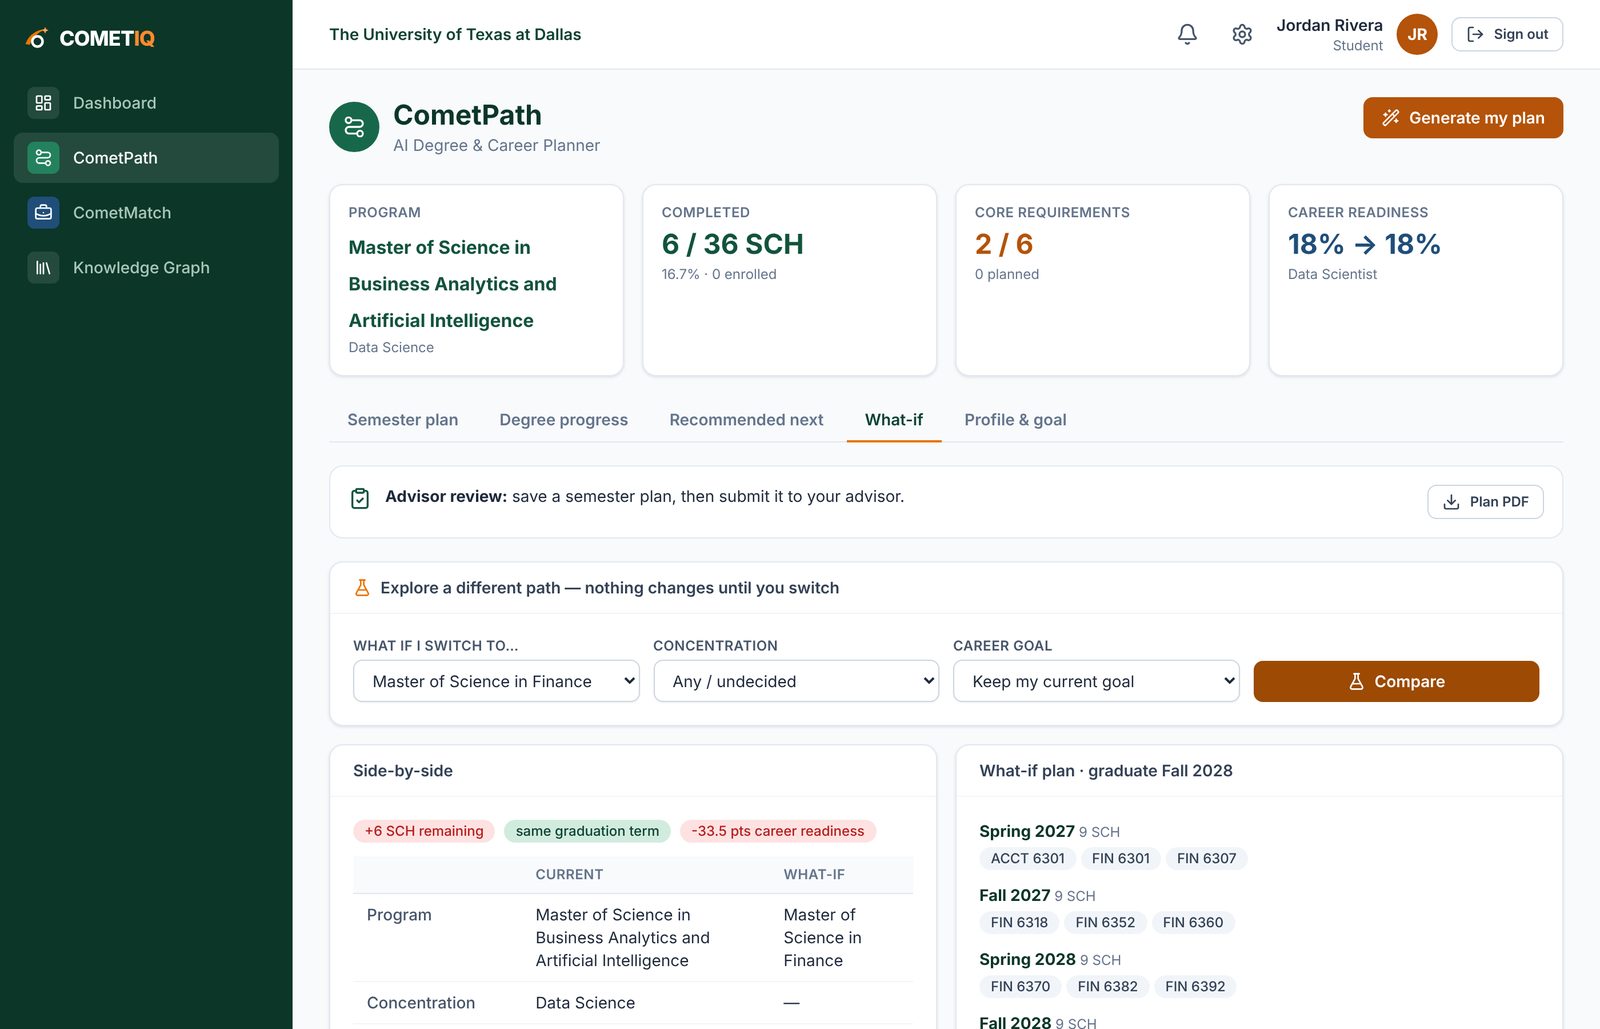 COMETIQ
Dashboard
CometPath
CometMatch
Knowledge Graph
The University of Texas at Dallas
Jordan Rivera
Student
JR
Sign out
CometPath
AI Degree & Career Planner
Generate my plan
PROGRAM
Master of Science in
Business Analytics and
Artificial Intelligence
Data Science
COMPLETED
6 / 36 SCH
16.7% · 0 enrolled
CORE REQUIREMENTS
2 / 6
0 planned
CAREER READINESS
18% → 18%
Data Scientist
Semester plan
Degree progress
Recommended next
What-if
Profile & goal
Advisor review: save a semester plan, then submit it to your advisor.
Plan PDF
Explore a different path — nothing changes until you switch
WHAT IF I SWITCH TO...
Master of Science in Finance
CONCENTRATION
Any / undecided
CAREER GOAL
Keep my current goal
Compare
Side-by-side
+6 SCH remaining
same graduation term
-33.5 pts career readiness
CURRENT
WHAT-IF
Program
Master of Science in
Business Analytics and
Artificial Intelligence
Master of
Science in
Finance
Concentration
Data Science
—
What-if plan · graduate Fall 2028
Spring 2027 9 SCH
ACCT 6301
FIN 6301
FIN 6307
Fall 2027 9 SCH
FIN 6318
FIN 6352
FIN 6360
Spring 2028 9 SCH
FIN 6370
FIN 6382
FIN 6392
Fall 2028 9 SCH